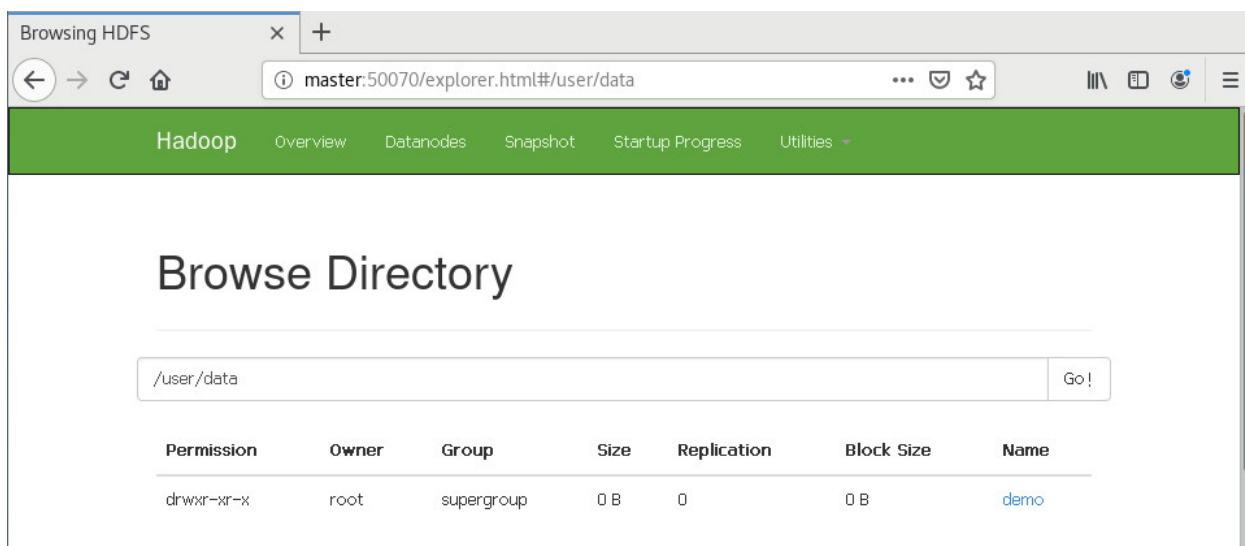 Browsing HDFS
master:50070/explorer.html#/user/data
Hadoop Overview Datanodes Snapshot Startup Progress Utilities
Browse Directory
/user/data Go!
Permission Owner Group Size Replication Block Size Name
drwxr-xr-x root supergroup 0 B 0 0 B demo